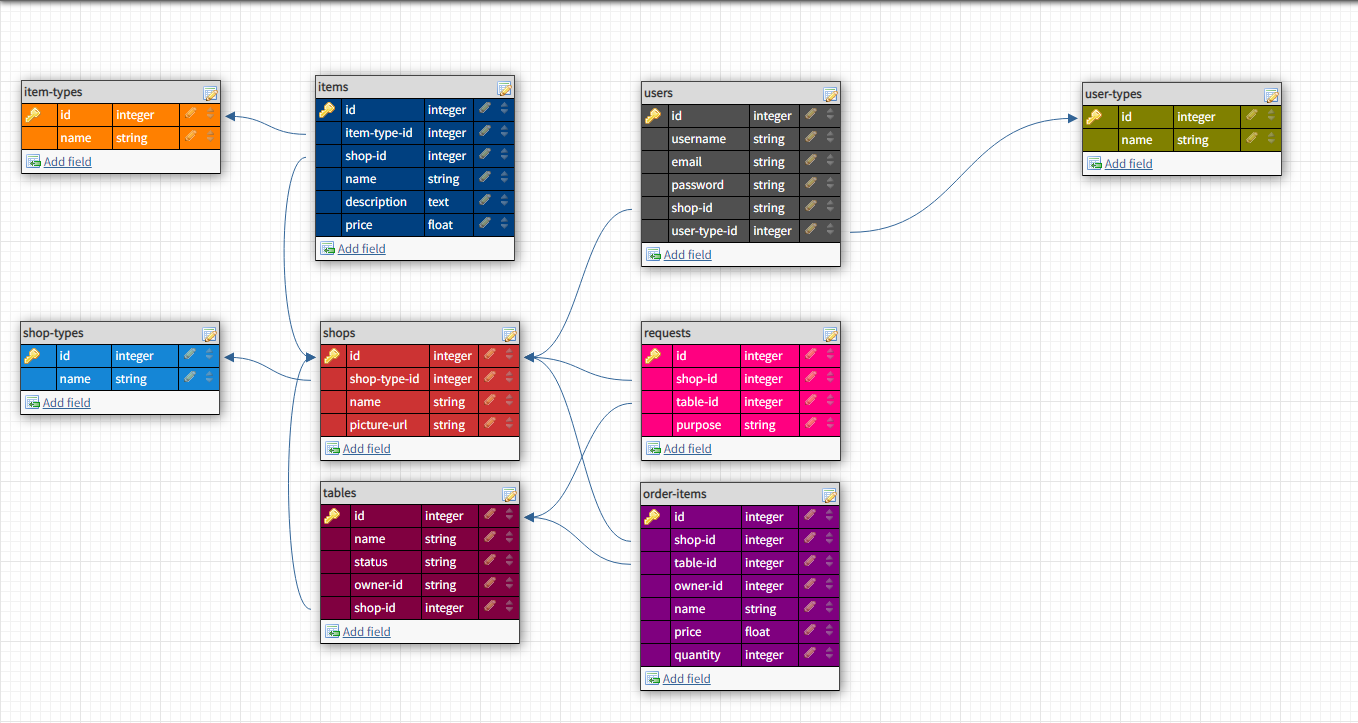 item-types
id integer
name string
Add field
items
id integer
item-type-id integer
shop-id integer
name string
description text
price float
Add field
users
id integer
username string
email string
password string
shop-id string
user-type-id integer
Add field
user-types
id integer
name string
Add field
shop-types
id integer
name string
Add field
shops
id integer
shop-type-id integer
name string
picture-url string
Add field
requests
id integer
shop-id integer
table-id integer
purpose string
Add field
tables
id integer
name string
status string
owner-id string
shop-id integer
Add field
order-items
id integer
shop-id integer
table-id integer
owner-id integer
name string
price float
quantity integer
Add field